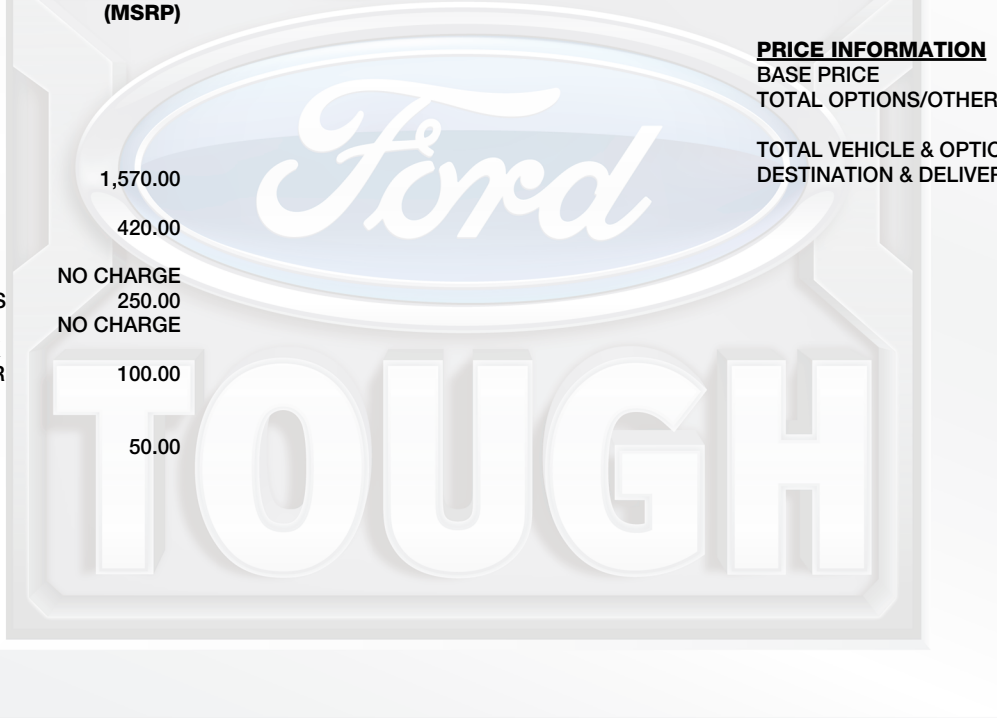 (MSRP)
1,570.00
420.00
NO CHARGE
S 250.00
NO CHARGE
R 100.00
50.00
PRICE INFORMATION
BASE PRICE
TOTAL OPTIONS/OTHER
TOTAL VEHICLE & OPTIO
DESTINATION & DELIVER
Ford
TOUGH